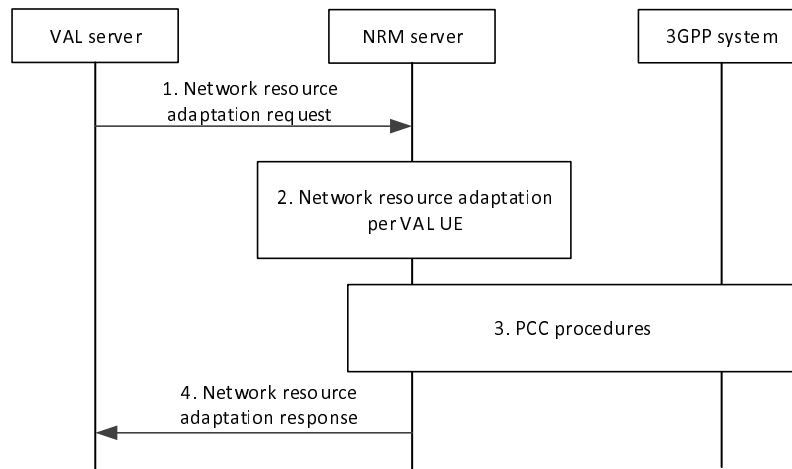 VAL server
NRM server
3GPP system
1. Network resource
adaptation request
2. Network resource adaptation
per VAL UE
3. PCC procedures
4. Network resource
adaptation response